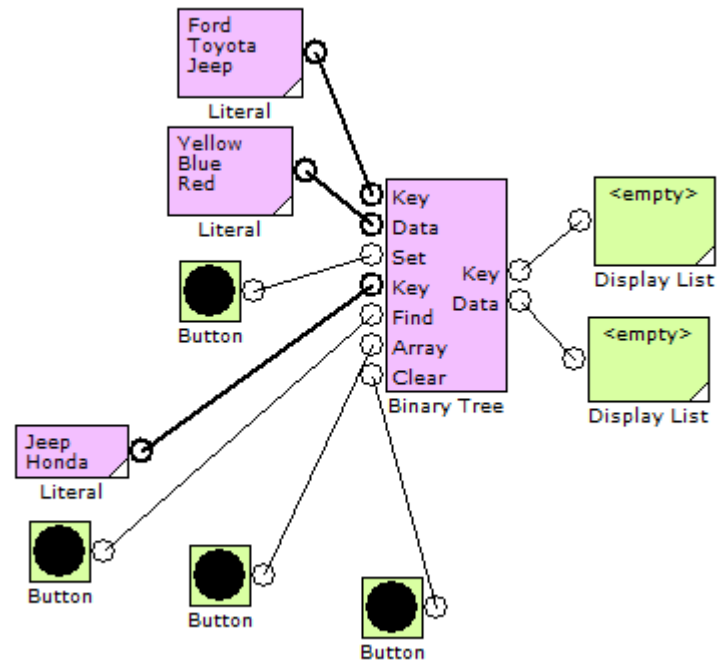 Ford
Toyota
Jeep
Literal
Yellow
Blue
Red
Literal
Button
Key
Data
Set
Key
Find
Array
Clear
Key
Data
Binary Tree
<empty>
Display List
<empty>
Display List
Jeep
Honda
Literal
Button
Button
Button